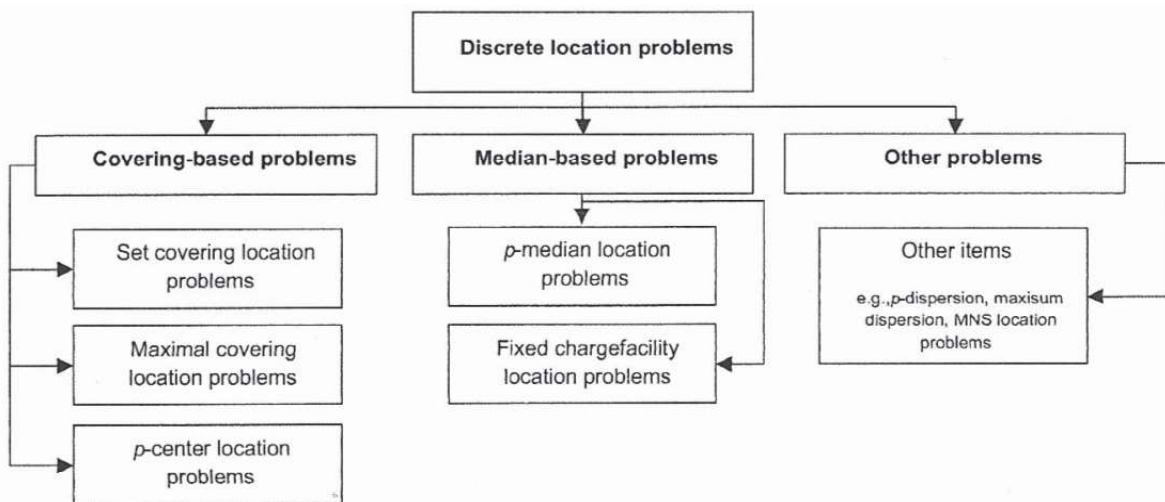 Discrete location problems
Covering-based problems
Median-based problems
Other problems
Set covering location
problems
Maximal covering
location problems
p-center location
problems
p-median location
problems
Fixed chargefacility
location problems
Other items
e.g.,p-dispersion, maxisum
dispersion, MNS location
problems